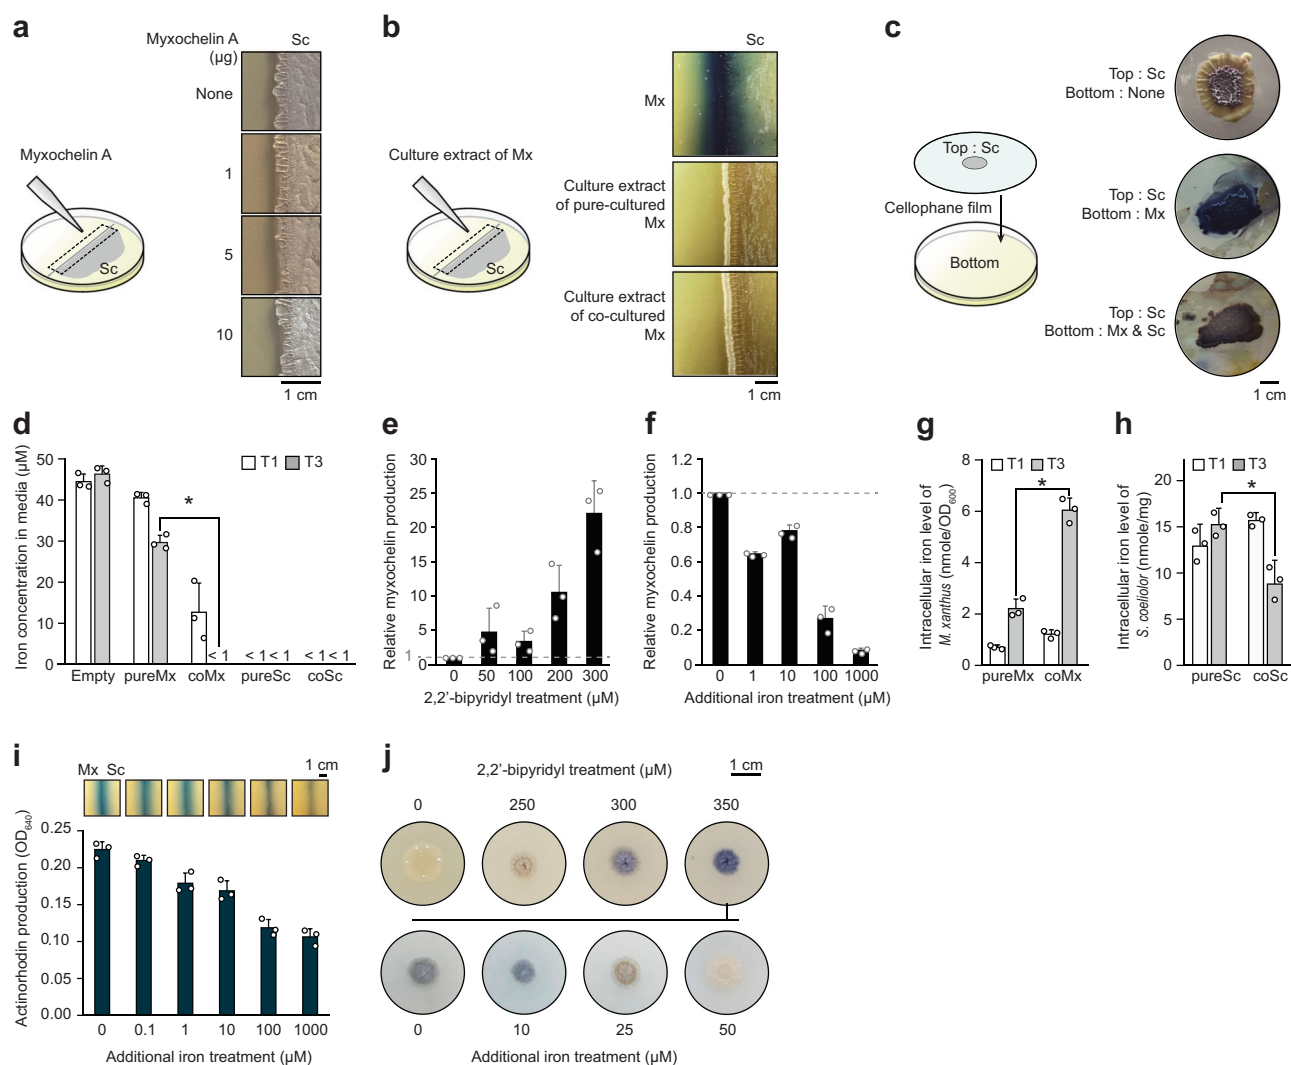 a
Myxochelin A
(µg)
Sc
None
1
5
10
Myxochelin A
Sc
1 cm
b
Sc
Mx
Culture extract of Mx
Sc
Culture extract
of pure-cultured
Mx
Culture extract
of co-cultured
Mx
1 cm
c
Top : Sc
Bottom : None
Top : Sc
Cellophane film
Bottom
Top : Sc
Bottom : Mx
Top : Sc
Bottom : Mx & Sc
1 cm
d
Iron concentration in media (µM)
50
40
30
20
10
0
T1 T3
*
< 1 < 1 < 1 < 1 < 1
Empty pureMx coMx pureSc coSc
e
Relative myxochelin production
30
25
20
15
10
5
1
0
0 50 100 200 300
2,2'-bipyridyl treatment (µM)
f
Relative myxochelin production
1.2
1.0
0.8
0.6
0.4
0.2
0
0 1 10 100 1000
Additional iron treatment (µM)
g
Intracellular iron level of
M. xanthus (nmole/OD600)
8
6
4
2
0
T1 T3
*
pureMx coMx
h
Intracellular iron level of
S. coeliolor (nmole/mg)
20
15
10
5
0
T1 T3
*
pureSc coSc
i
Mx Sc
1 cm
Actinorhodin production (OD640)
0.25
0.20
0.15
0.10
0.05
0.00
0 0.1 1 10 100 1000
Additional iron treatment (µM)
j
2,2'-bipyridyl treatment (µM)
1 cm
0 250 300 350
0 10 25 50
Additional iron treatment (µM)